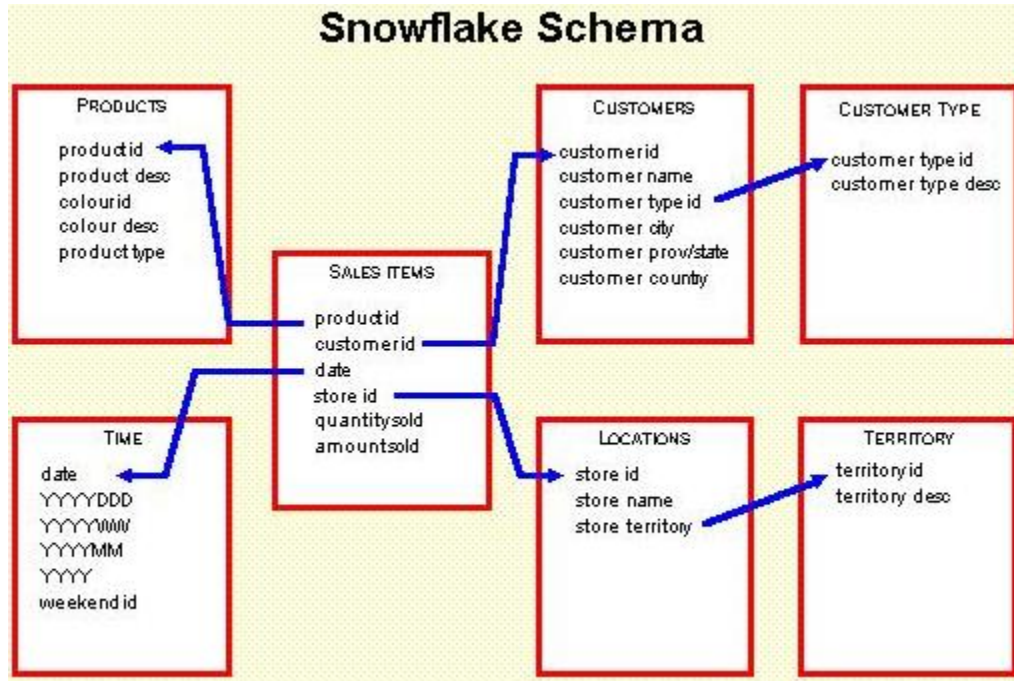 Snowflake Schema
PRODUCTS
productid
product desc
colourid
colour desc
product type
CUSTOMERS
customerid
customer name
customer type id
customer city
customer prov/state
customer country
CUSTOMER TYPE
customer type id
customer type desc
SALES ITEMS
productid
customerid
date
store id
quantitysold
amountsold
TIME
date
YYYYDDD
YYYYWW
YYYYMM
YYYY
weekend id
LOCATIONS
store id
store name
store territory
TERRITORY
territory id
territory desc